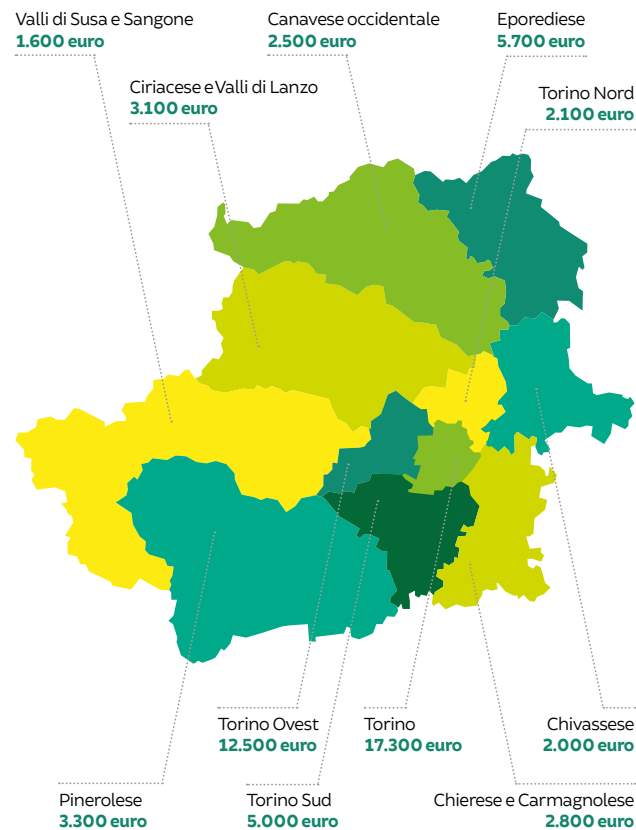 Valli di Susa e Sangone
1.600 euro
Canavese occidentale
2.500 euro
Eporediese
5.700 euro
Ciriacese e Valli di Lanzo
3.100 euro
Torino Nord
2.100 euro
Torino Ovest
12.500 euro
Torino
17.300 euro
Chivassese
2.000 euro
Pinerolese
3.300 euro
Torino Sud
5.000 euro
Chierese e Carmagnolese
2.800 euro